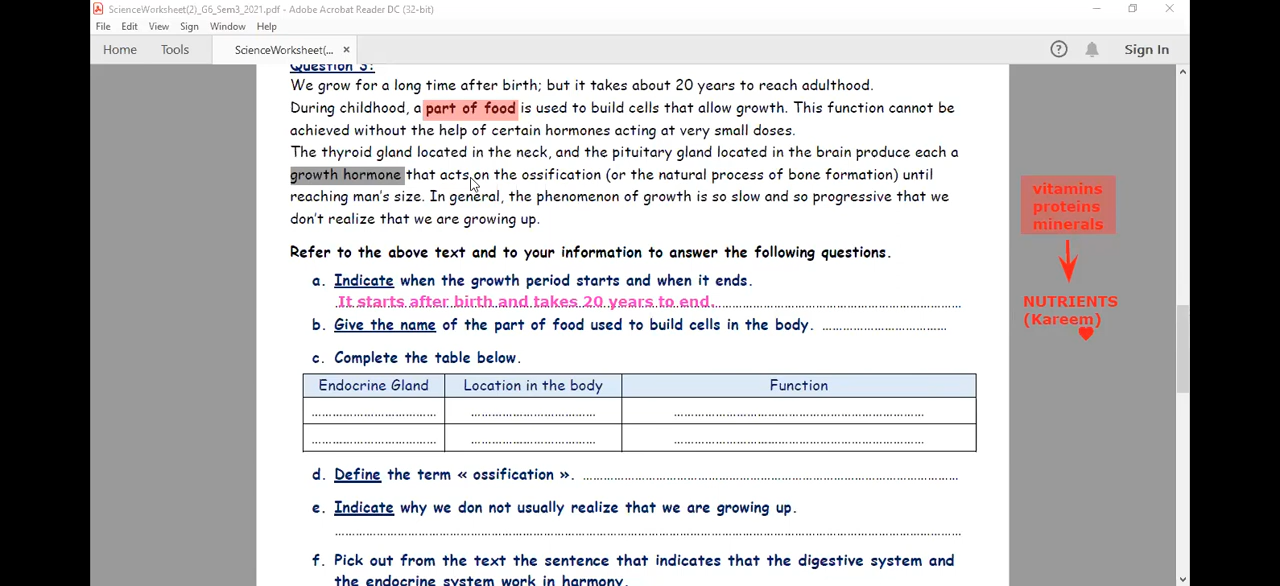 ScienceWorksheet(2)_G6_Sem3_2021.pdf - Adobe Acrobat Reader DC (32-bit)
File Edit View Sign Window Help
Home Tools ScienceWorksheet(... × Sign In
Question 3:
We grow for a long time after birth; but it takes about 20 years to reach adulthood.
During childhood, a part of food is used to build cells that allow growth. This function cannot be
achieved without the help of certain hormones acting at very small doses.
The thyroid gland located in the neck, and the pituitary gland located in the brain produce each a
growth hormone that acts on the ossification (or the natural process of bone formation) until
reaching man's size. In general, the phenomenon of growth is so slow and so progressive that we
don't realize that we are growing up.
vitamins
proteins
minerals
NUTRIENTS
(Kareem)
Refer to the above text and to your information to answer the following questions.
a. Indicate when the growth period starts and when it ends.
It starts after birth and takes 20 years to end.
b. Give the name of the part of food used to build cells in the body. ……………………………
c. Complete the table below.
Endocrine Gland Location in the body Function
…………………………… …………………………… ……………………………………………………
…………………………… …………………………… ……………………………………………………
d. Define the term « ossification ». ……………………………………………………………………
e. Indicate why we don not usually realize that we are growing up.
……………………………………………………………………………………………………………
f. Pick out from the text the sentence that indicates that the digestive system and
the endocrine system work in harmony.